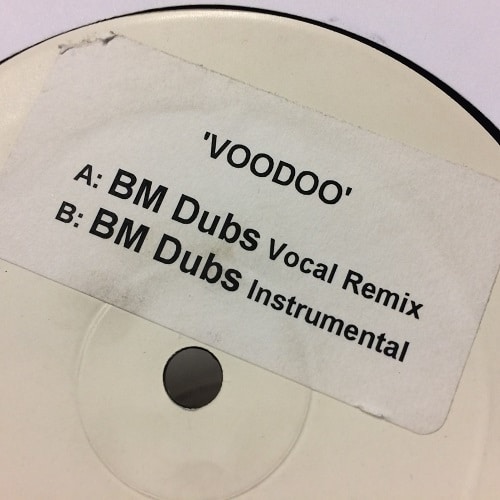 'VOODOO'
A: BM Dubs Vocal Remix
B: BM Dubs Instrumental